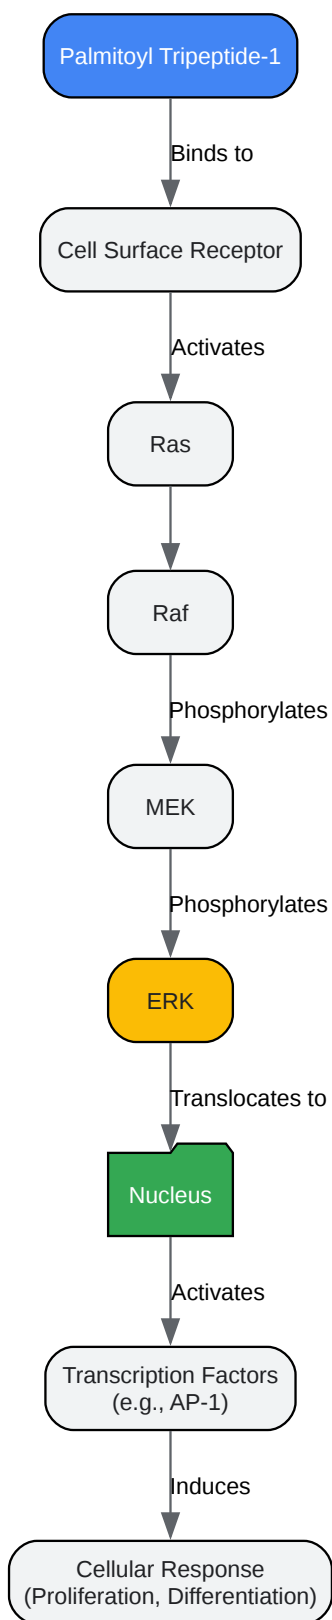 Palmitoyl Tripeptide-1
Binds to
Cell Surface Receptor
Activates
Ras
Raf
Phosphorylates
MEK
Phosphorylates
ERK
Translocates to
Nucleus
Activates
Transcription Factors
(e.g., AP-1)
Induces
Cellular Response
(Proliferation, Differentiation)